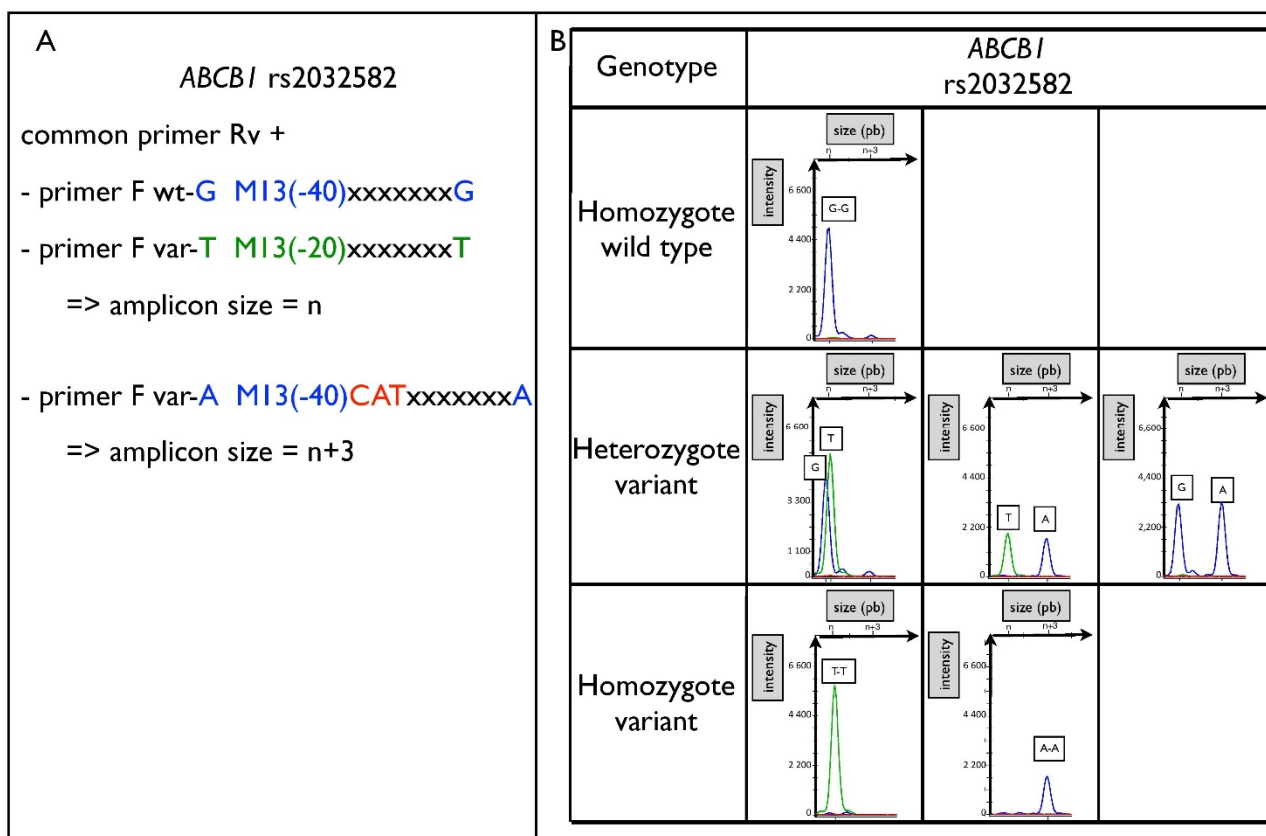 A
ABCB1 rs2032582
common primer Rv +
- primer F wt-G M13(-40)xxxxxxxG
- primer F var-T M13(-20)xxxxxxxT
=> amplicon size = n
- primer F var-A M13(-40)CATxxxxxxxA
=> amplicon size = n+3
B
Genotype
ABCB1
rs2032582
Homozygote
wild type
size (pb)
n n+3
intensity
6 600
4 400
2 200
0
G-G
Heterozygote
variant
size (pb)
n n+3
intensity
6 600
3 300
1 100
0
G
T
size (pb)
n n+3
intensity
6 600
4 400
2 200
0
T
A
size (pb)
n n+3
intensity
6,600
4,400
2,200
0
G
A
Homozygote
variant
size (pb)
n n+3
intensity
6 600
4 400
2 200
0
T-T
size (pb)
n n+3
intensity
6 600
4 400
2 200
0
A-A